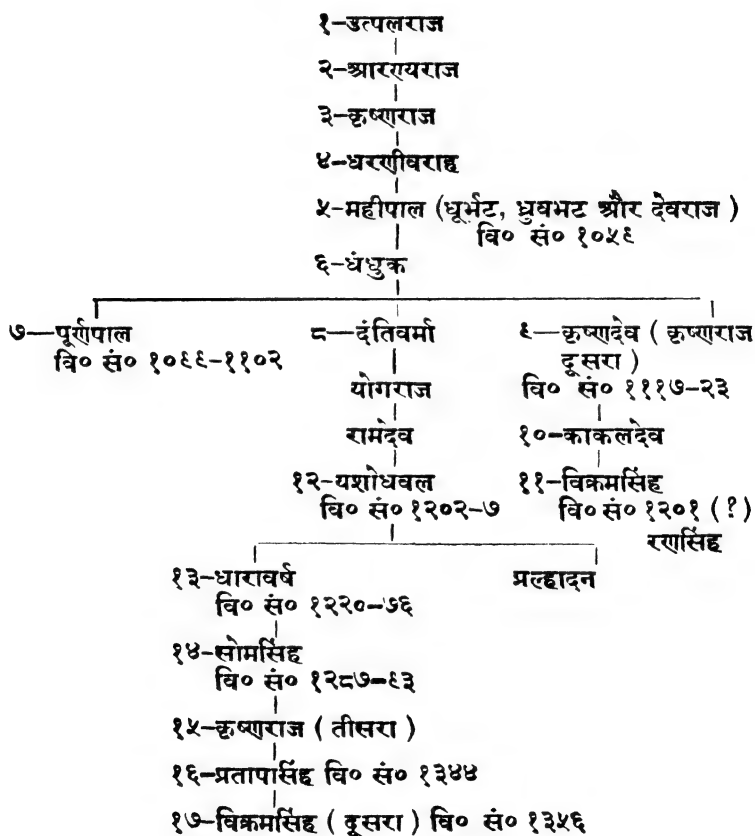 १-उत्पलराज
२-आरण्यराज
३-कृष्णराज
४-धरणीवराह
५-महीपाल (धूर्भट, ध्रुवभट और देवराज )
वि० सं० १०५९
६-धंधुक
७—पूर्णपाल ८—दंतिवर्मा ९—कृष्णदेव ( कृष्णराज
वि० सं० १०९९-११०२ दूसरा )
योगराज वि० सं० १११७-२३
रामदेव १०-काकलदेव
१२-यशोधवल ११-विक्रमसिंह
वि० सं० १२०२-७ वि० सं० १२०१ (?)
रणसिंह
१३-धारावर्ष प्रल्हादन
वि० सं० १२२०-७६
१४-सोमसिंह
वि० सं० १२८७-९३
१५-कृष्णराज ( तीसरा )
१६-प्रतापसिंह वि० सं० १३४४
१७-विक्रमसिंह ( दूसरा ) वि० सं० १३५६